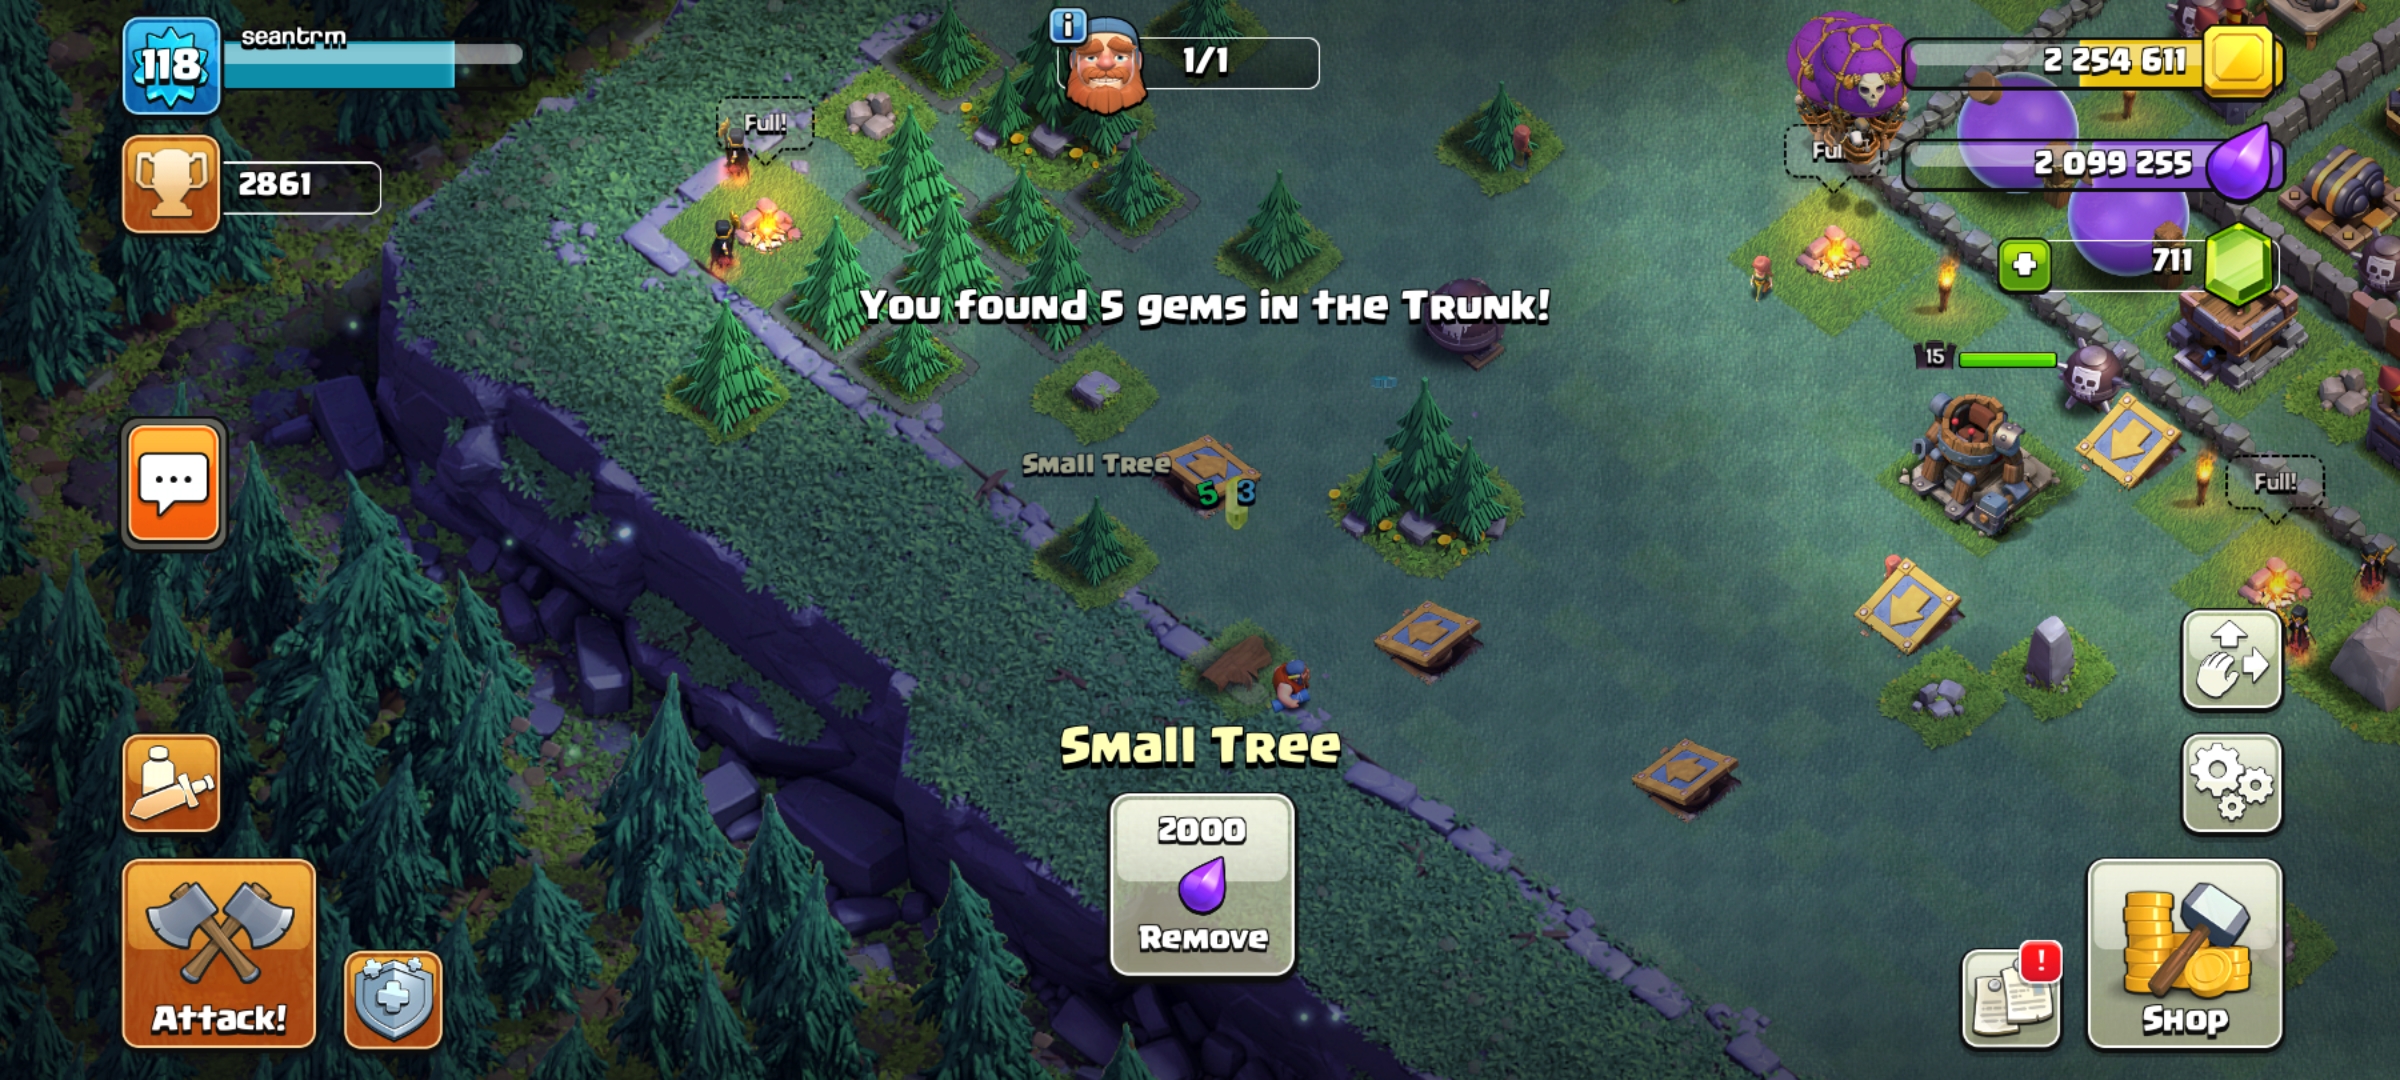 seantrm
118
1/1
2 254 611
Full!
2861
2 099 255
711
You found 5 gems in the Trunk!
15
Small Tree
5 3
Full!
Small Tree
2000
Remove
Attack!
!
Shop